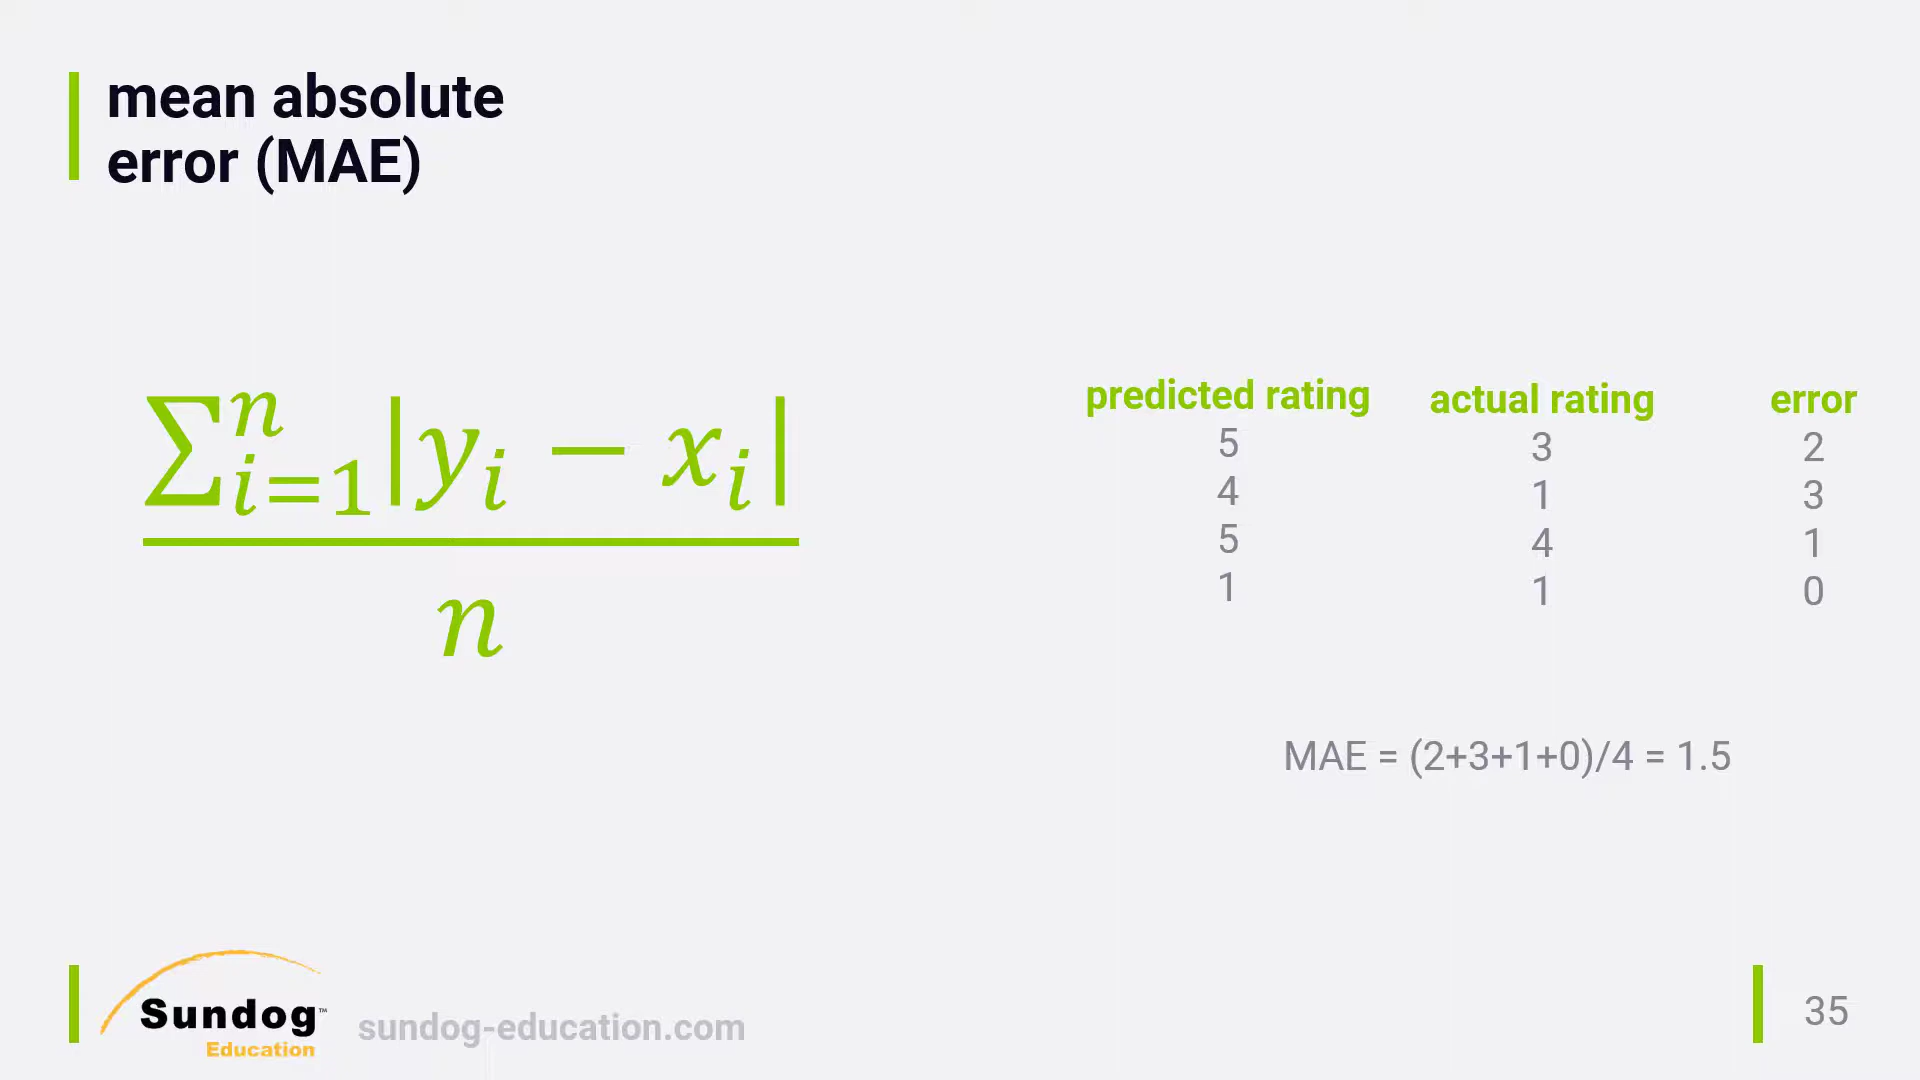 mean absolute
error (MAE)
∑ⁿᵢ₌₁|yᵢ − xᵢ|
n
predicted rating actual rating error
5 3 2
4 1 3
5 4 1
1 1 0
MAE = (2+3+1+0)/4 = 1.5
Sundog™
Education
sundog-education.com
35